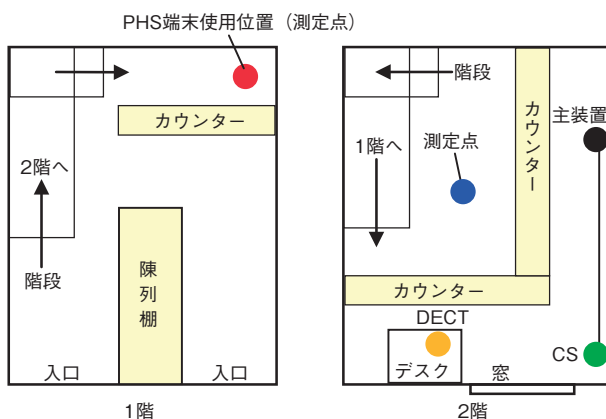 PHS端末使用位置（測定点）
カウンター
2階へ
階段
陳列棚
入口
入口
1階
階段
カウンター
主装置
1階へ
測定点
カウンター
DECT
デスク
窓
CS
2階